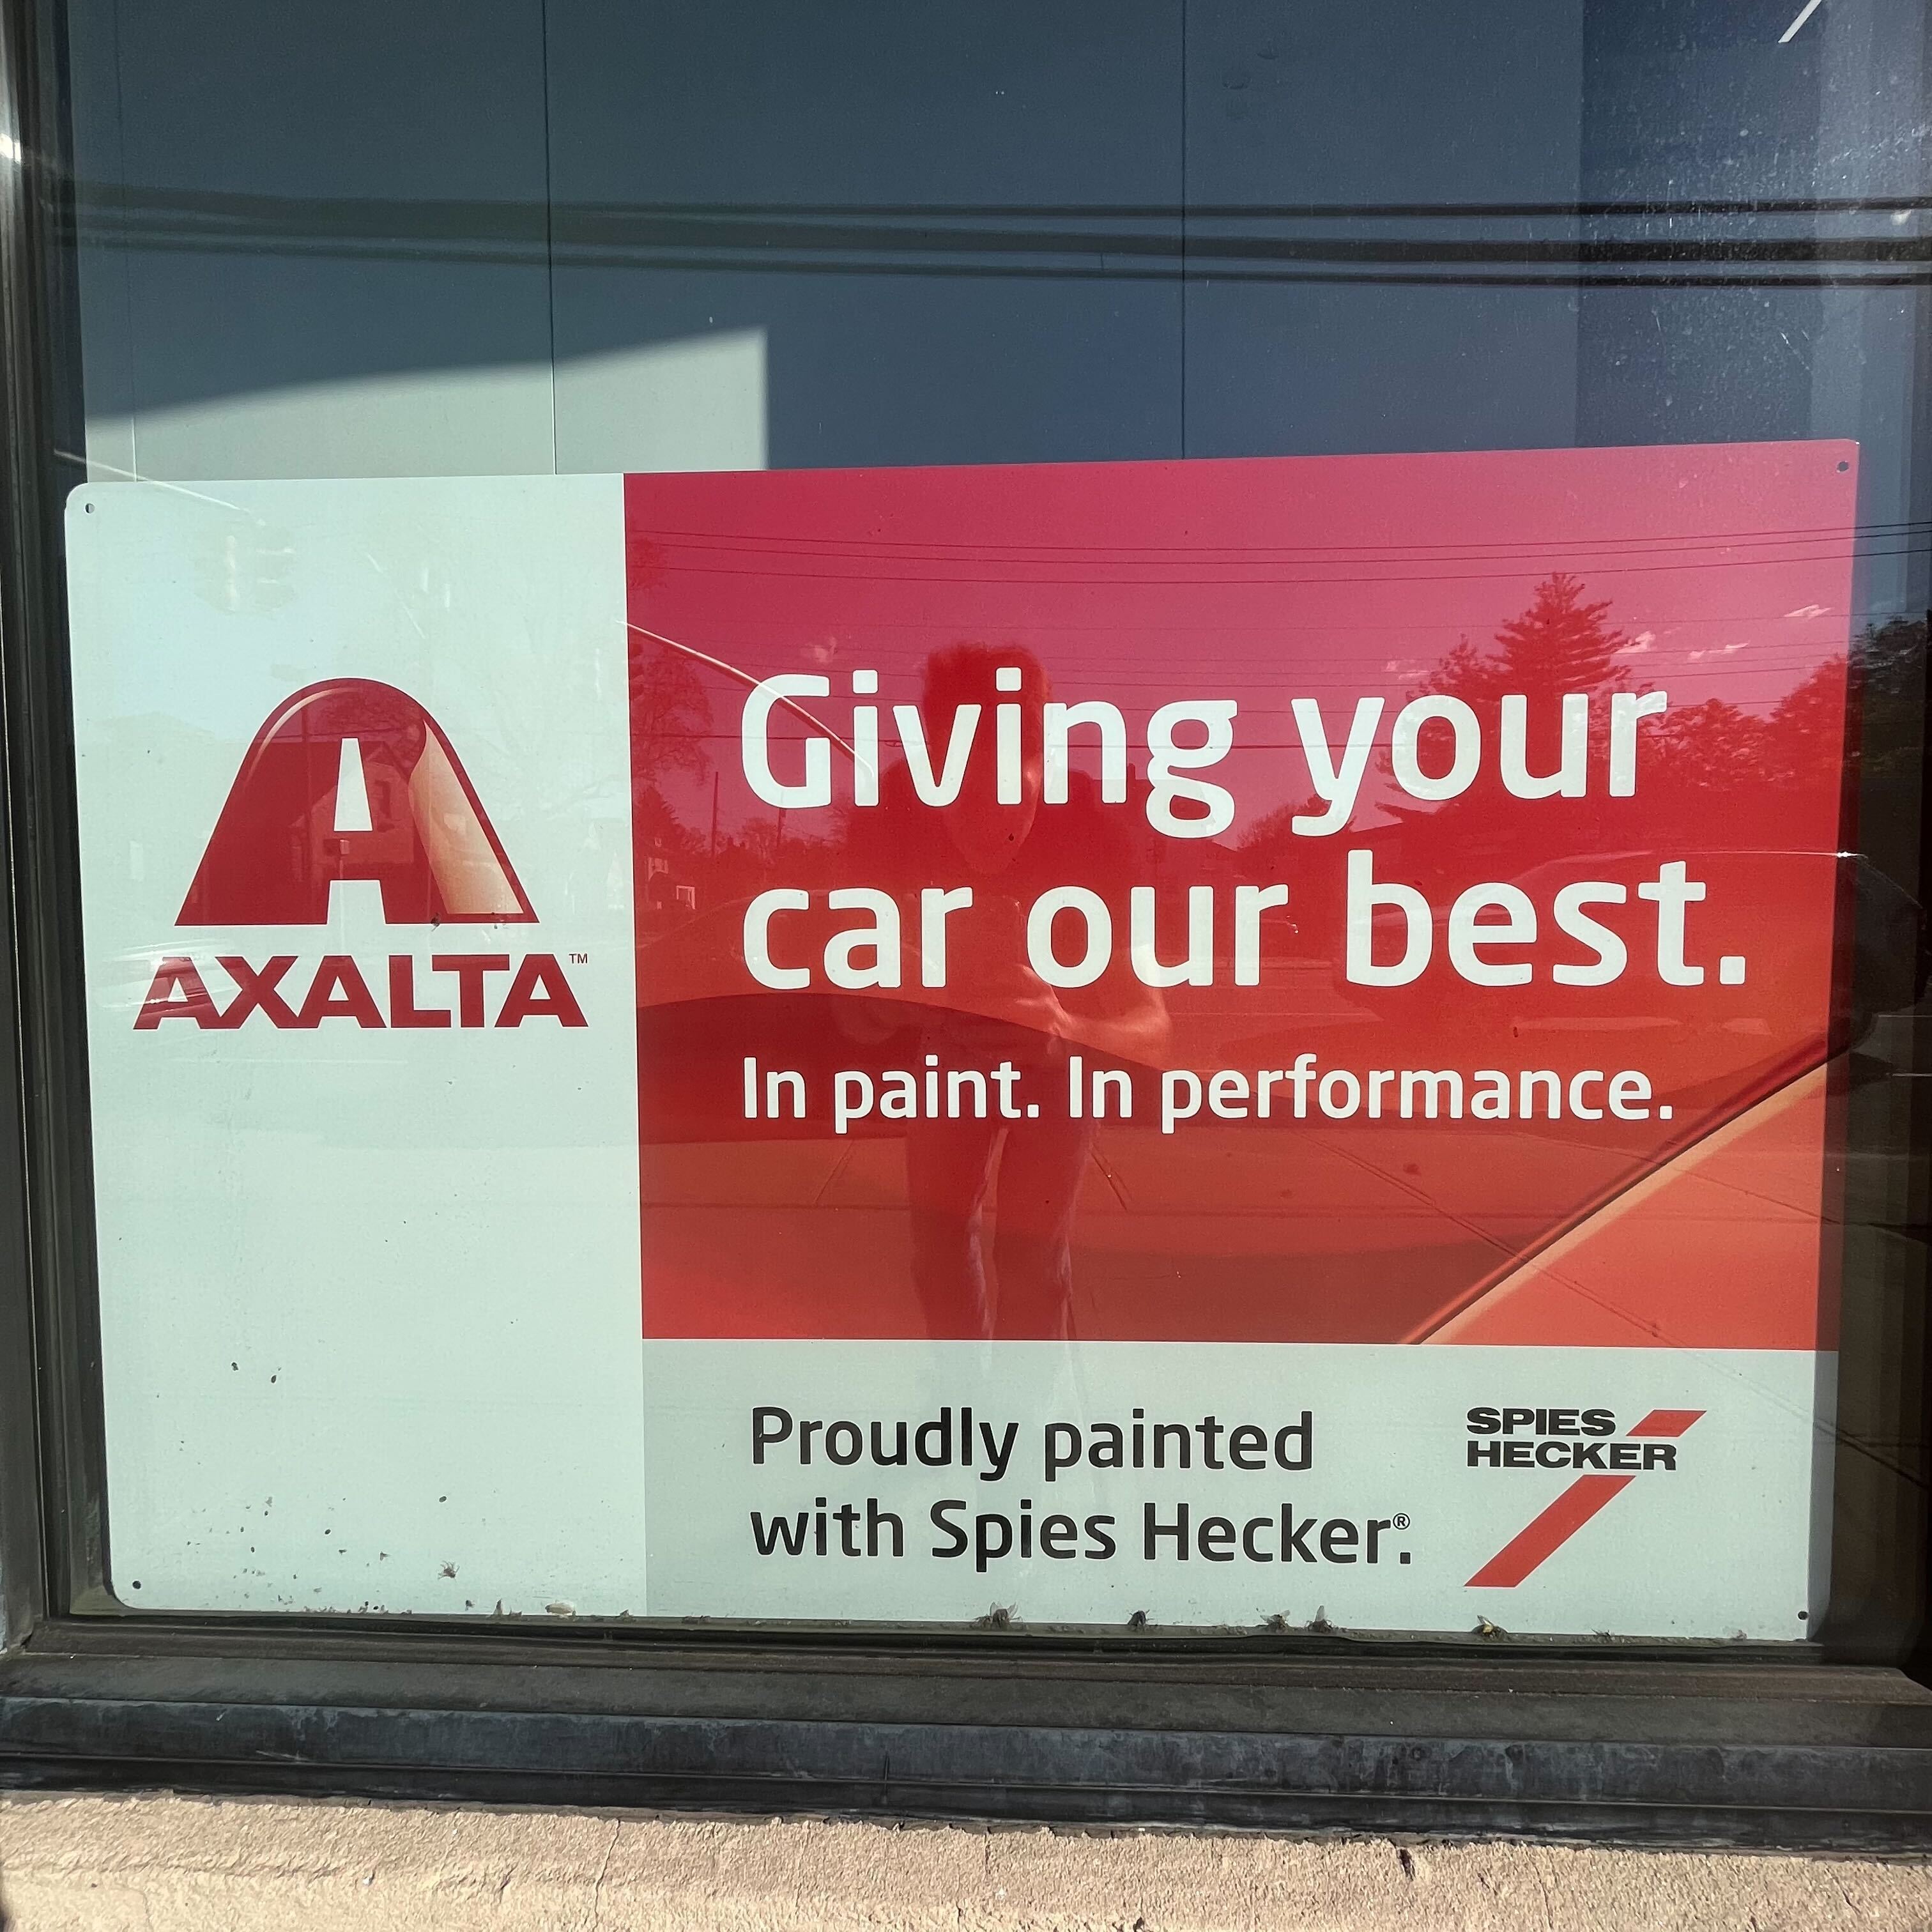 AXALTA™
Giving your
car our best.
In paint. In performance.
Proudly painted
with Spies Hecker®.
SPIES
HECKER